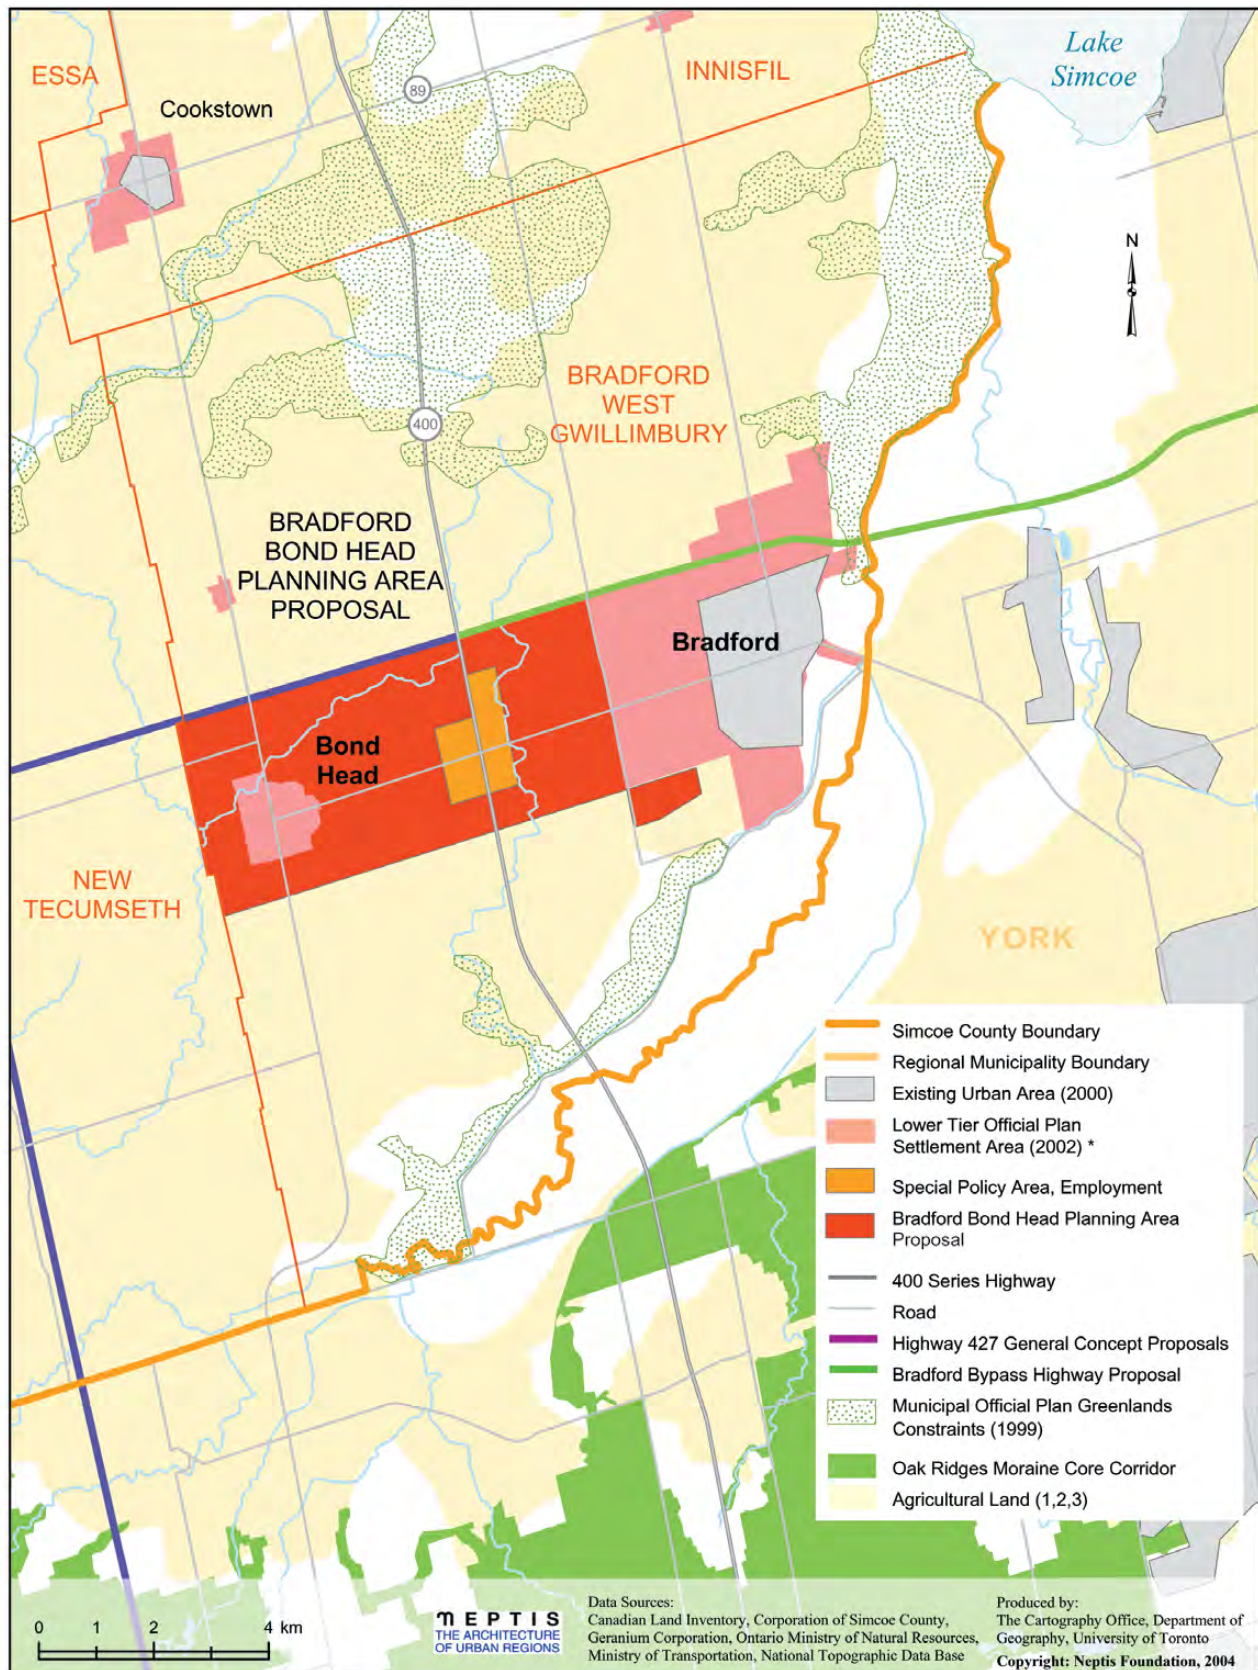 Lake
Simcoe
ESSA
INNISFIL
89
Cookstown
N
BRADFORD
WEST
GWILLIMBURY
400
BRADFORD
BOND HEAD
PLANNING AREA
PROPOSAL
Bradford
Bond
Head
NEW
TECUMSETH
YORK
Simcoe County Boundary
Regional Municipality Boundary
Existing Urban Area (2000)
Lower Tier Official Plan
Settlement Area (2002) *
Special Policy Area, Employment
Bradford Bond Head Planning Area
Proposal
400 Series Highway
Road
Highway 427 General Concept Proposals
Bradford Bypass Highway Proposal
Municipal Official Plan Greenlands
Constraints (1999)
Oak Ridges Moraine Core Corridor
Agricultural Land (1,2,3)
0 1 2 4 km
NEPTIS
THE ARCHITECTURE
OF URBAN REGIONS
Data Sources:
Canadian Land Inventory, Corporation of Simcoe County,
Geranium Corporation, Ontario Ministry of Natural Resources,
Ministry of Transportation, National Topographic Data Base
Produced by:
The Cartography Office, Department of
Geography, University of Toronto
Copyright: Neptis Foundation, 2004